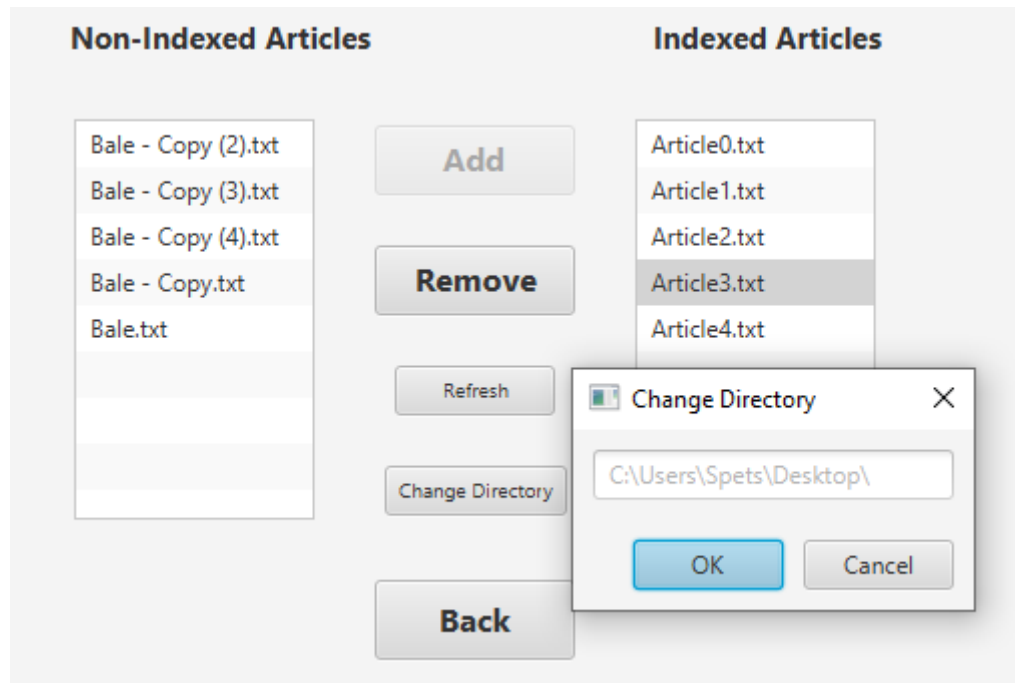 Non-Indexed Articles
Indexed Articles
Bale - Copy (2).txt
Bale - Copy (3).txt
Bale - Copy (4).txt
Bale - Copy.txt
Bale.txt
Add
Remove
Refresh
Change Directory
Back
Article0.txt
Article1.txt
Article2.txt
Article3.txt
Article4.txt
Change Directory
C:\Users\Spets\Desktop\
OK
Cancel